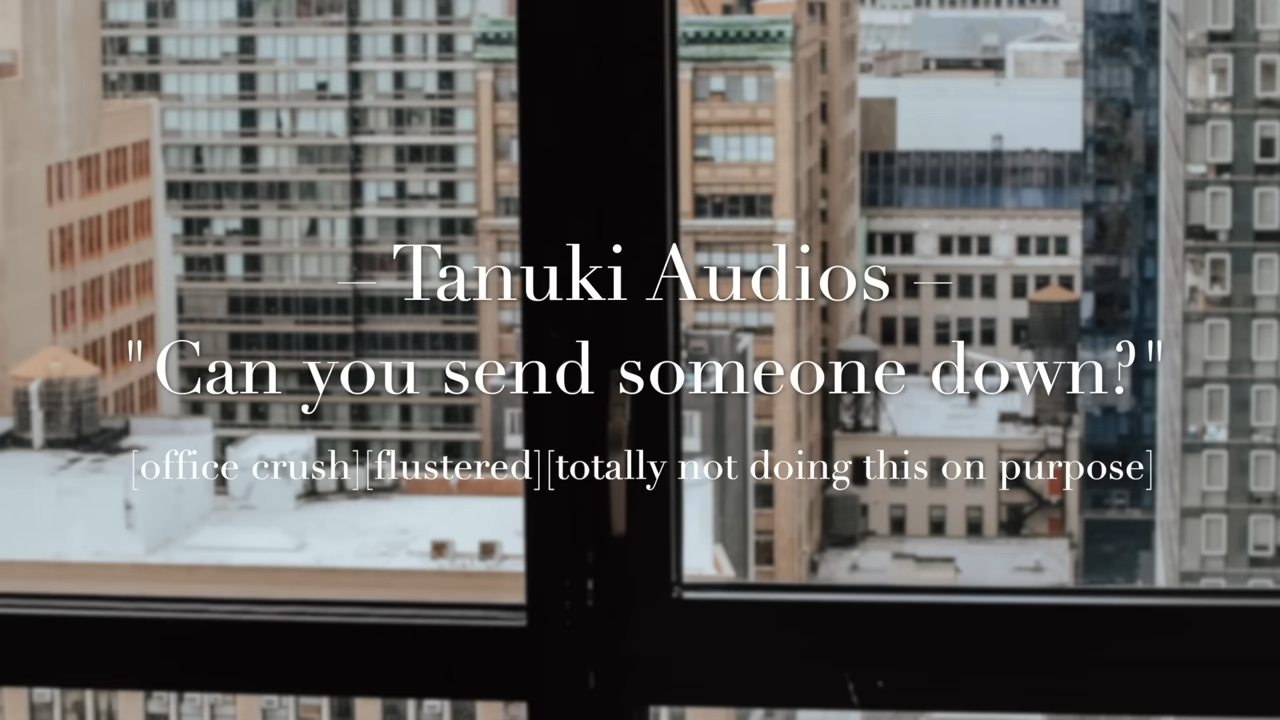 — Tanuki Audios —
"Can you send someone down?"
[office crush][flustered][totally not doing this on purpose]